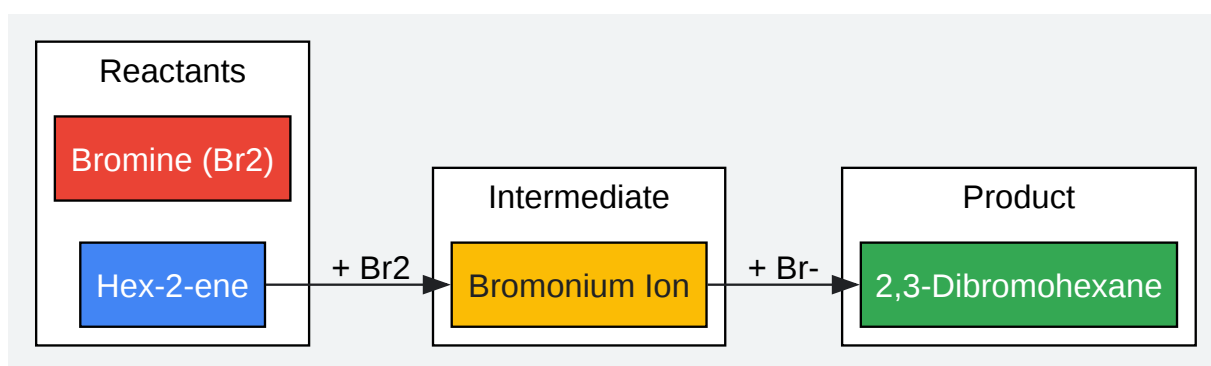 Reactants
Bromine (Br2)
Hex-2-ene
+ Br2
Intermediate
Bromonium Ion
+ Br-
Product
2,3-Dibromohexane